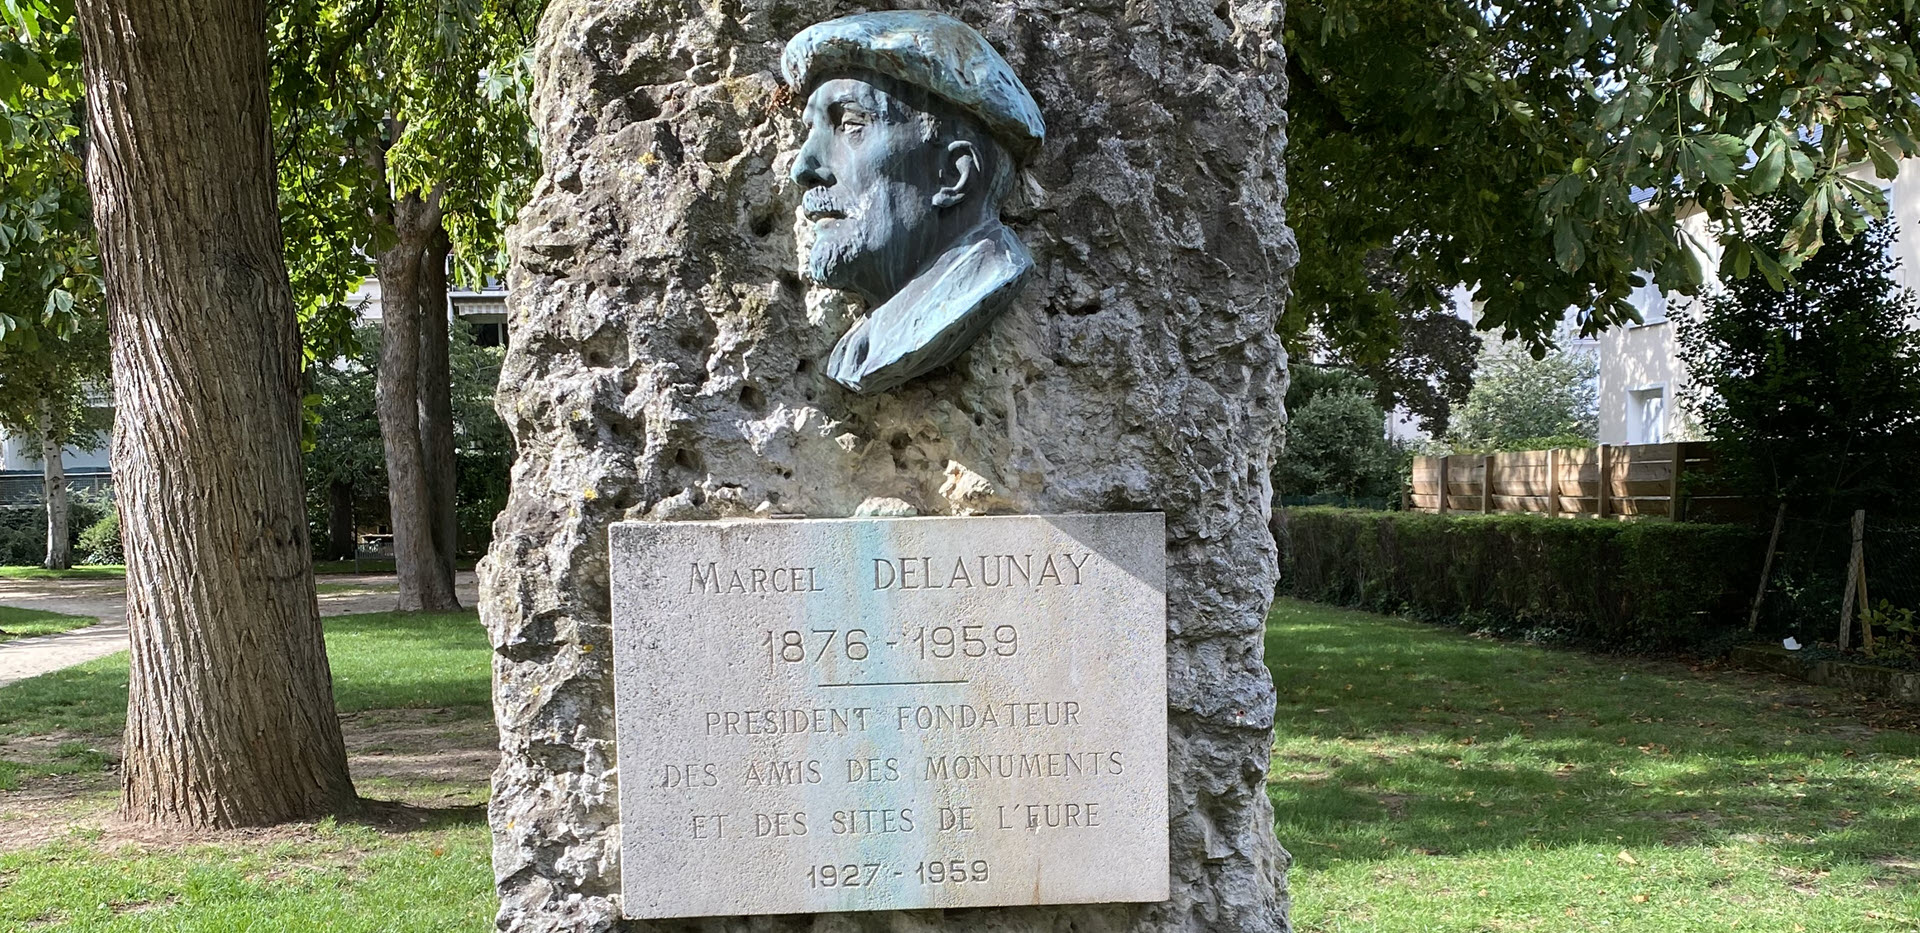 MARCEL DELAUNAY
1876 - 1959
PRESIDENT FONDATEUR
DES AMIS DES MONUMENTS
ET DES SITES DE L'EURE
1927 - 1959